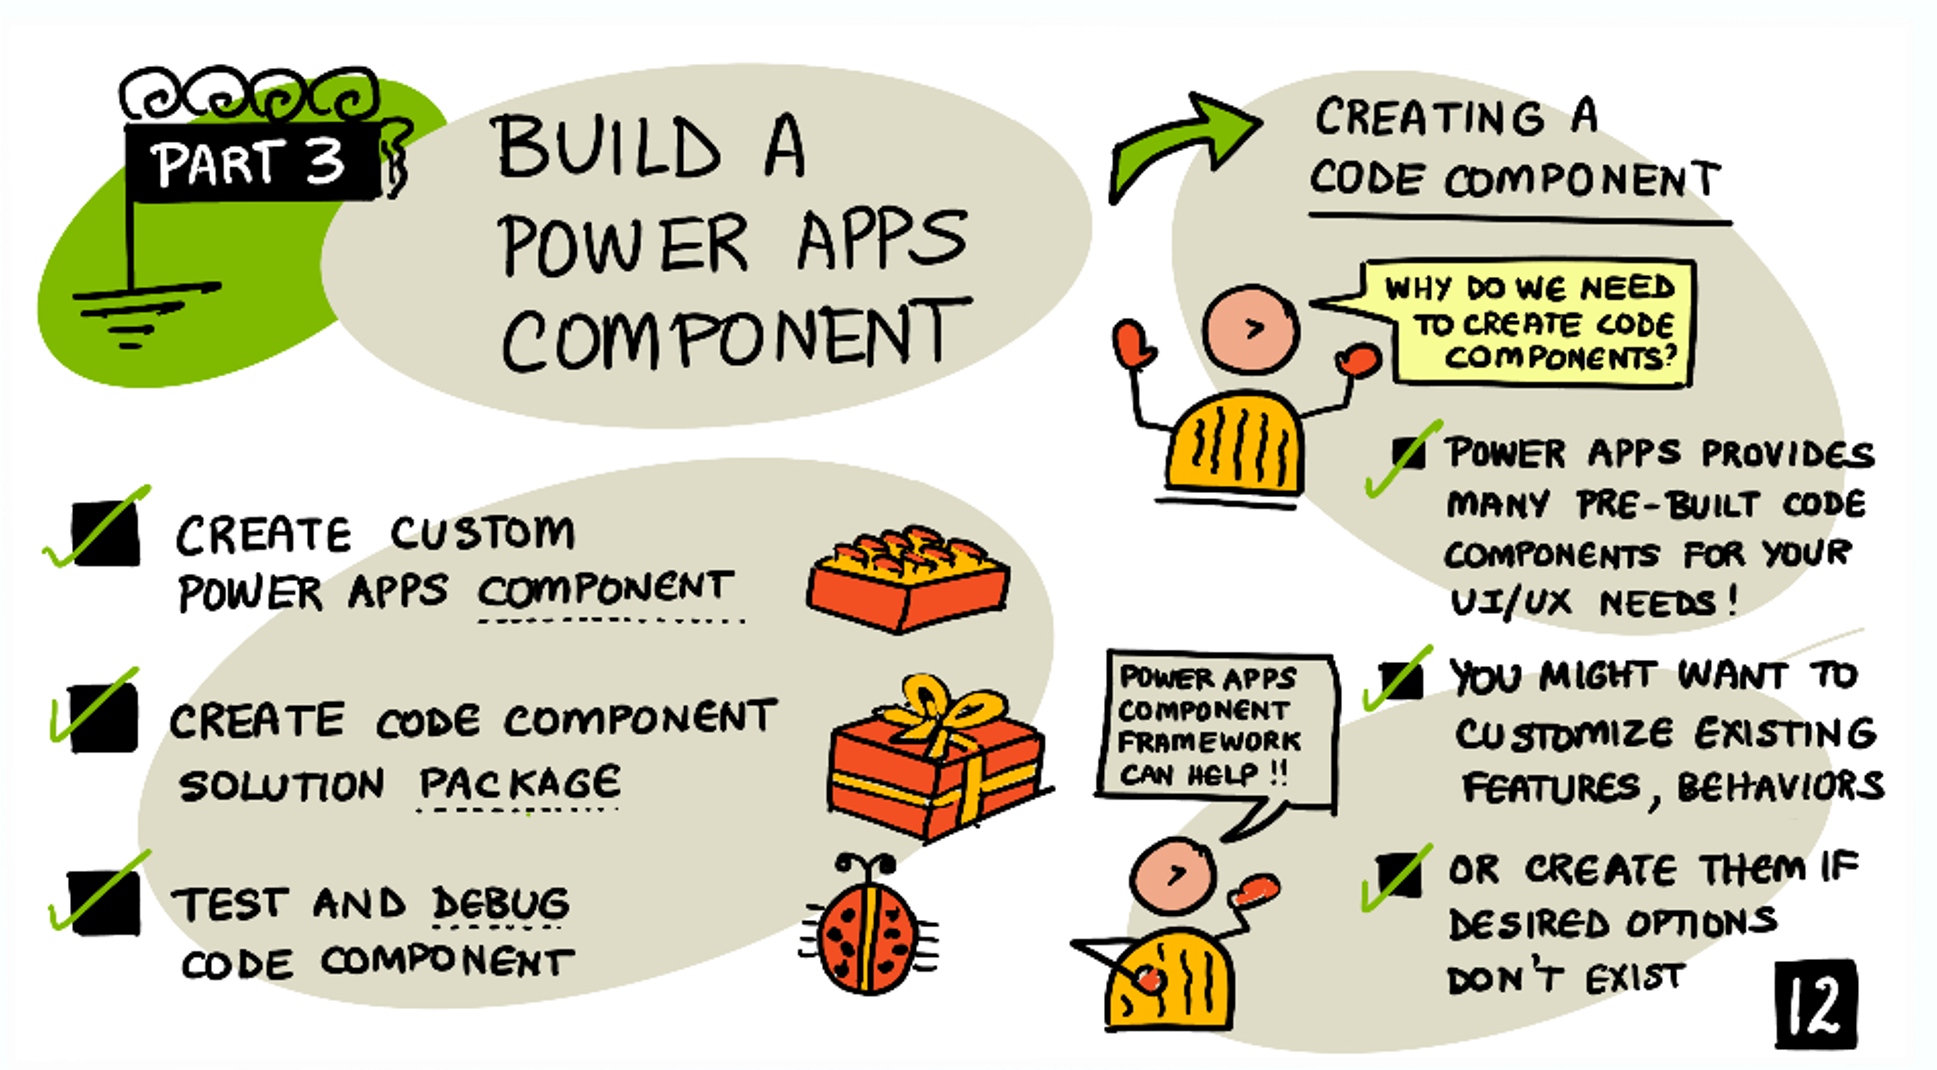 PART 3
BUILD A
POWER APPS
COMPONENT
CREATE CUSTOM
POWER APPS COMPONENT
CREATE CODE COMPONENT
SOLUTION PACKAGE
TEST AND DEBUG
CODE COMPONENT
CREATING A
CODE COMPONENT
WHY DO WE NEED
TO CREATE CODE
COMPONENTS?
POWER APPS PROVIDES
MANY PRE-BUILT CODE
COMPONENTS FOR YOUR
UI/UX NEEDS!
POWER APPS
COMPONENT
FRAMEWORK
CAN HELP!!
YOU MIGHT WANT TO
CUSTOMIZE EXISTING
FEATURES, BEHAVIORS
OR CREATE THEM IF
DESIRED OPTIONS
DON'T EXIST
12